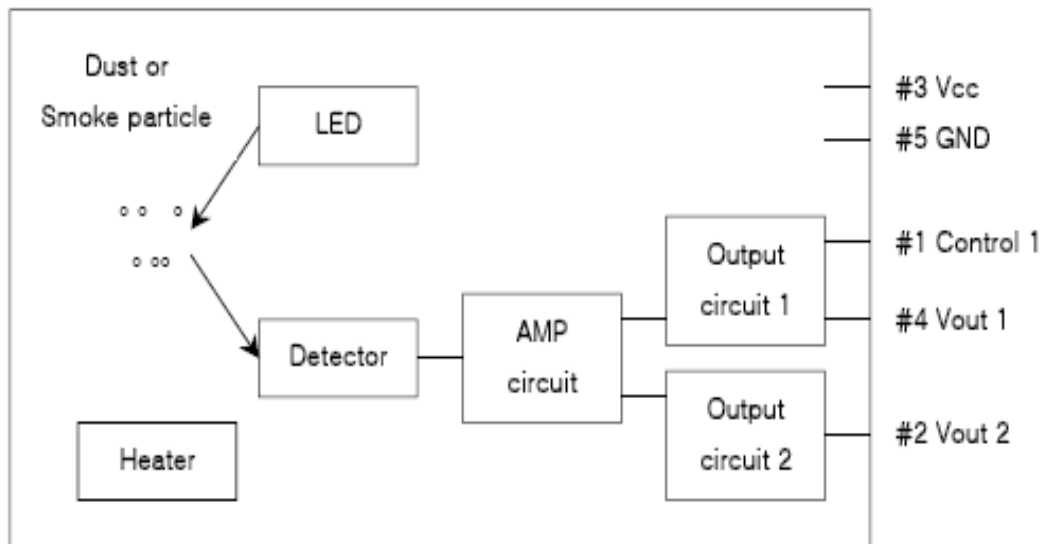 Dust or
Smoke particle
LED
#3 Vcc
#5 GND
#1 Control 1
Output
circuit 1
#4 Vout 1
AMP
circuit
Detector
Output
circuit 2
#2 Vout 2
Heater